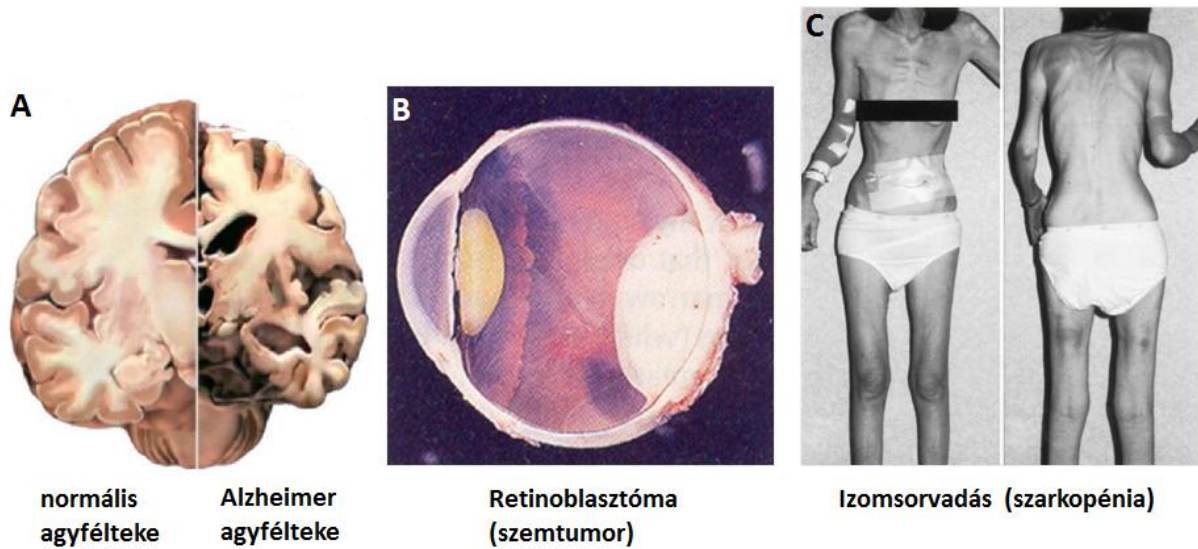 A
B
C
normális
agyfélteke
Alzheimer
agyfélteke
Retinoblasztóma
(szemtumor)
Izomsorvadás (szarkopénia)